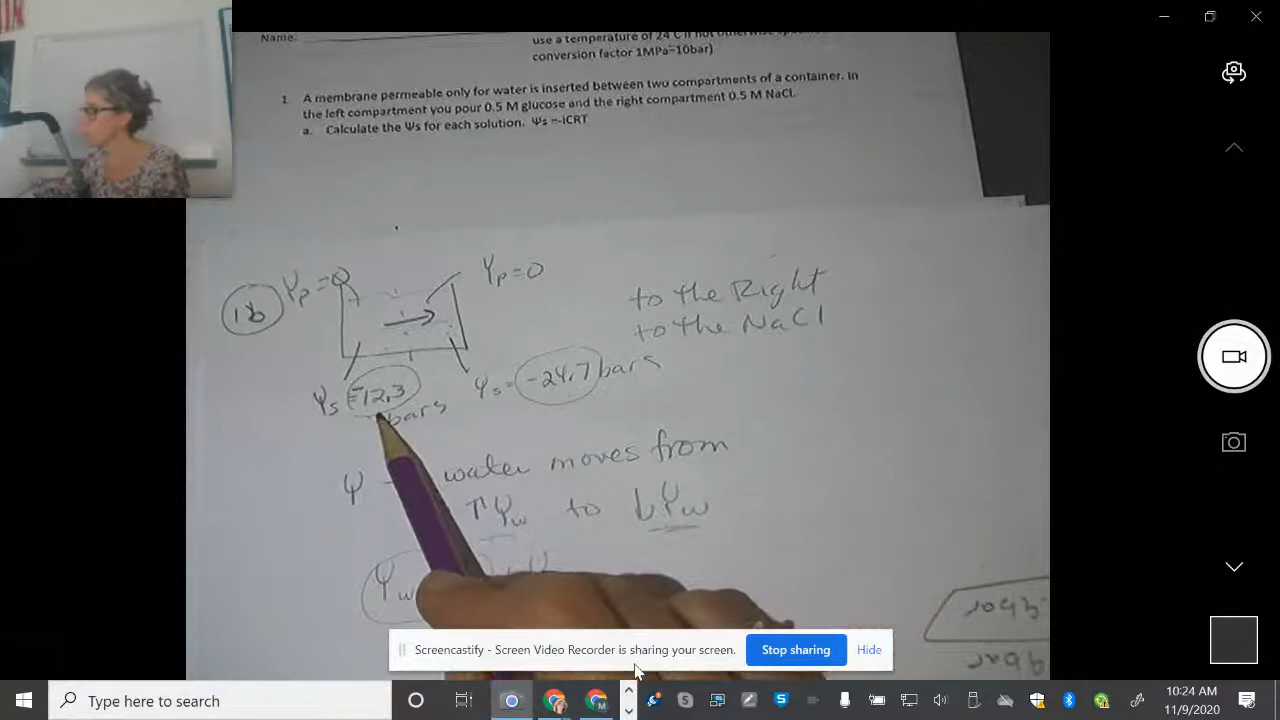 Name:
use a temperature of 24 C if not otherwise
conversion factor 1MPa=10bar)
1. A membrane permeable only for water is inserted between two compartments of a container. In
the left compartment you pour 0.5 M glucose and the right compartment 0.5 M NaCl.
a. Calculate the Ψs for each solution. Ψs =-iCRT
1b
Ψp = 0
Ψp = 0
to the Right
to the NaCl
Ψs = -12.3
bars
Ψs = -24.7 bars
Ψ water moves from
↑Ψw to ↓Ψw
Ψw
Screencastify - Screen Video Recorder is sharing your screen.
Stop sharing
Hide
Type here to search
10:24 AM
11/9/2020